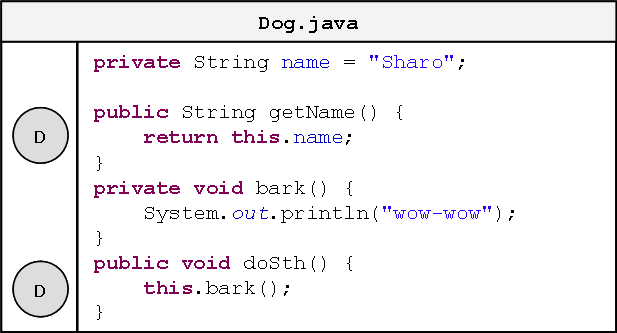 Dog.java
private String name = "Sharo";
public String getName() {
D
return this.name;
}
private void bark() {
System.out.println("wow-wow");
}
public void doSth() {
D
this.bark();
}